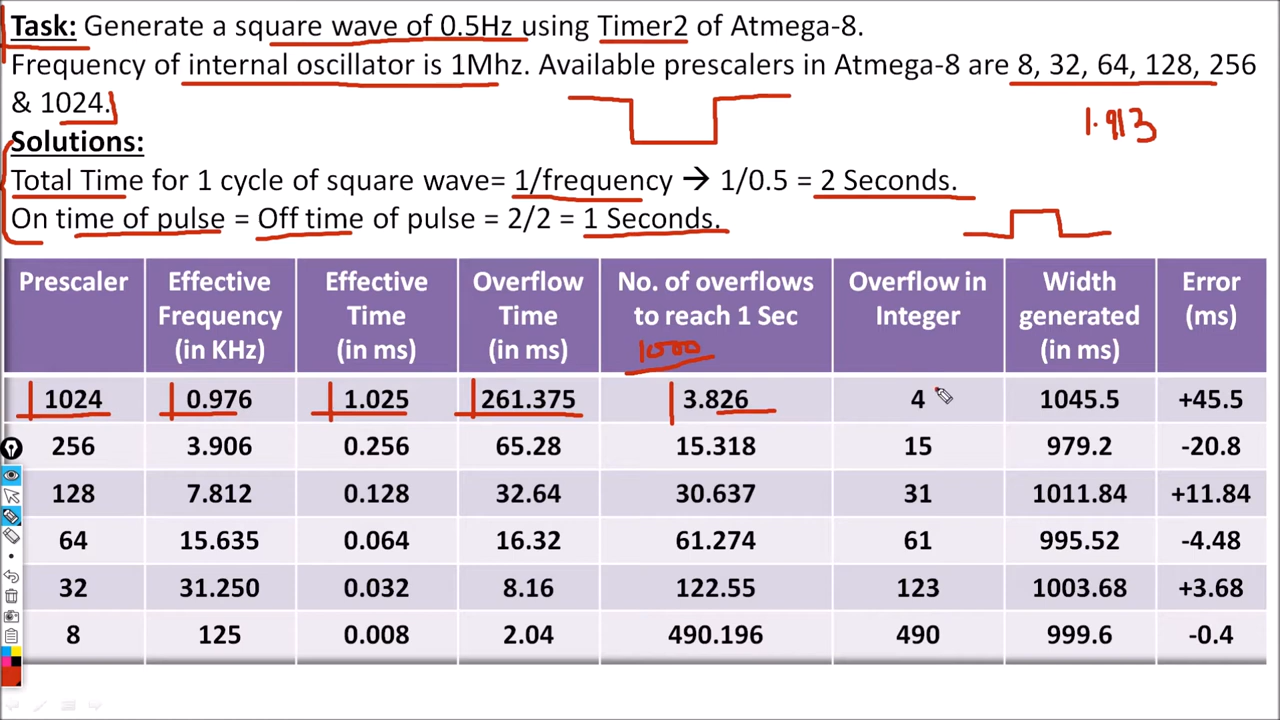 Task: Generate a square wave of 0.5Hz using Timer2 of Atmega-8.
Frequency of internal oscillator is 1Mhz. Available prescalers in Atmega-8 are 8, 32, 64, 128, 256
& 1024.
1.913
Solutions:
Total Time for 1 cycle of square wave= 1/frequency → 1/0.5 = 2 Seconds.
On time of pulse = Off time of pulse = 2/2 = 1 Seconds.
Prescaler Effective Frequency (in KHz) Effective Time (in ms) Overflow Time (in ms) No. of overflows to reach 1 Sec Overflow in Integer Width generated (in ms) Error (ms)
1000
1024 0.976 1.025 261.375 3.826 4 1045.5 +45.5
256 3.906 0.256 65.28 15.318 15 979.2 -20.8
128 7.812 0.128 32.64 30.637 31 1011.84 +11.84
64 15.635 0.064 16.32 61.274 61 995.52 -4.48
32 31.250 0.032 8.16 122.55 123 1003.68 +3.68
8 125 0.008 2.04 490.196 490 999.6 -0.4